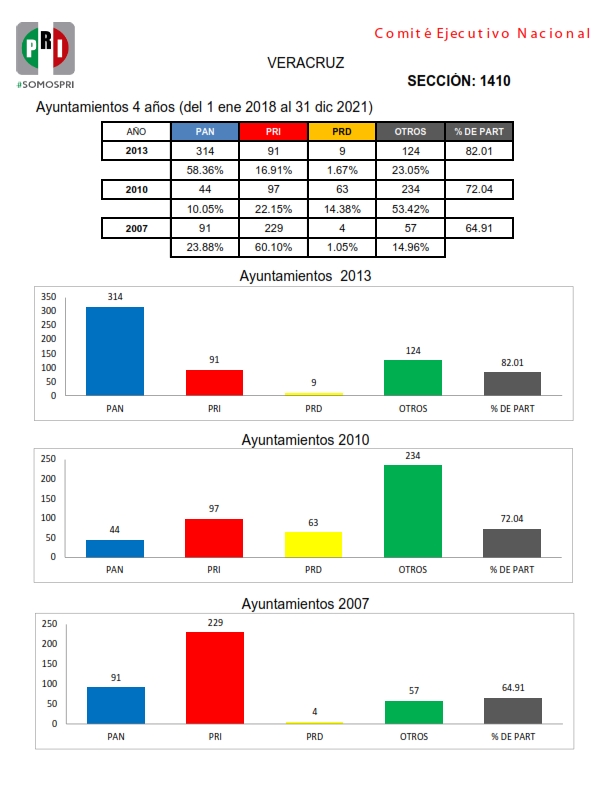 Comité Ejecutivo Nacional
PRI
#SOMOSPRI
VERACRUZ
SECCIÓN: 1410
Ayuntamientos 4 años (del 1 ene 2018 al 31 dic 2021)
AÑO PAN PRI PRD OTROS % DE PART
2013 314 91 9 124 82.01
58.36% 16.91% 1.67% 23.05%
2010 44 97 63 234 72.04
10.05% 22.15% 14.38% 53.42%
2007 91 229 4 57 64.91
23.88% 60.10% 1.05% 14.96%
Ayuntamientos 2013
350
300
250
200
150
100
50
0
314 91 9 124 82.01
PAN PRI PRD OTROS % DE PART
Ayuntamientos 2010
250
200
150
100
50
0
44 97 63 234 72.04
PAN PRI PRD OTROS % DE PART
Ayuntamientos 2007
250
200
150
100
50
0
91 229 4 57 64.91
PAN PRI PRD OTROS % DE PART